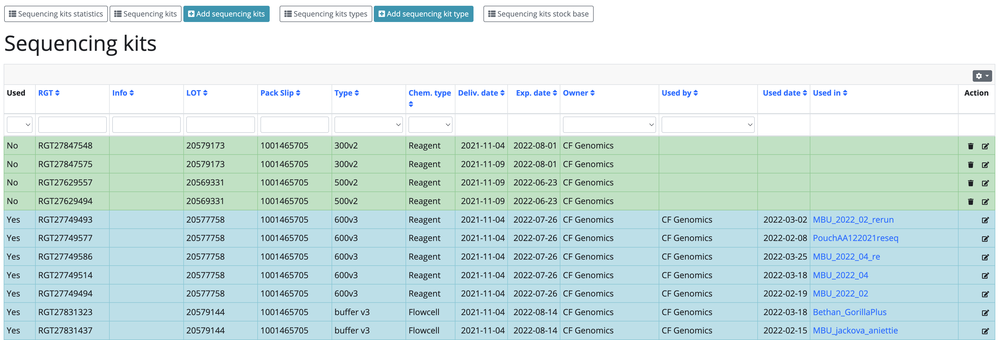 Sequencing kits statistics Sequencing kits Add sequencing kits Sequencing kits types Add sequencing kit type Sequencing kits stock base
Sequencing kits
Used RGT Info LOT Pack Slip Type Chem. type Deliv. date Exp. date Owner Used by Used date Used in Action
No RGT27847548 20579173 1001465705 300v2 Reagent 2021-11-04 2022-08-01 CF Genomics
No RGT27847575 20579173 1001465705 300v2 Reagent 2021-11-09 2022-08-01 CF Genomics
No RGT27629557 20569331 1001465705 500v2 Reagent 2021-11-09 2022-06-23 CF Genomics
No RGT27629494 20569331 1001465705 500v2 Reagent 2021-11-09 2022-06-23 CF Genomics
Yes RGT27749493 20577758 1001465705 600v3 Reagent 2021-11-04 2022-07-26 CF Genomics CF Genomics 2022-03-02 MBU_2022_02_rerun
Yes RGT27749577 20577758 1001465705 600v3 Reagent 2021-11-04 2022-07-26 CF Genomics CF Genomics 2022-02-08 PouchAA122021reseq
Yes RGT27749586 20577758 1001465705 600v3 Reagent 2021-11-04 2022-07-26 CF Genomics CF Genomics 2022-03-25 MBU_2022_04_re
Yes RGT27749514 20577758 1001465705 600v3 Reagent 2021-11-04 2022-07-26 CF Genomics CF Genomics 2022-03-18 MBU_2022_04
Yes RGT27749494 20577758 1001465705 600v3 Reagent 2021-11-04 2022-07-26 CF Genomics CF Genomics 2022-02-19 MBU_2022_02
Yes RGT27831323 20579144 1001465705 buffer v3 Flowcell 2021-11-04 2022-08-14 CF Genomics CF Genomics 2022-03-18 Bethan_GorillaPlus
Yes RGT27831437 20579144 1001465705 buffer v3 Flowcell 2021-11-04 2022-08-14 CF Genomics CF Genomics 2022-02-15 MBU_jackova_aniettie